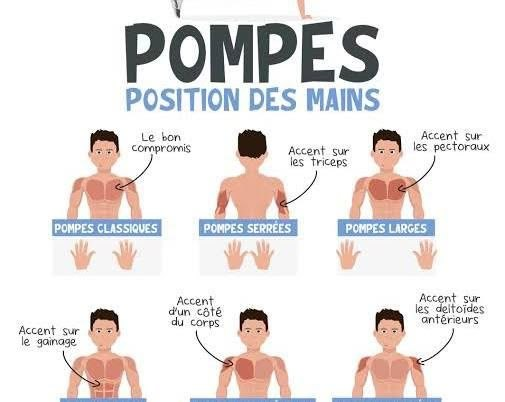 POMPES
POSITION DES MAINS
Le bon
compromis
Accent sur
les triceps
Accent sur
les pectoraux
POMPES CLASSIQUES
POMPES SERRÉES
POMPES LARGES
Accent sur
le gainage
Accent
d'un côté
du corps
Accent sur
les deltoïdes
antérieurs